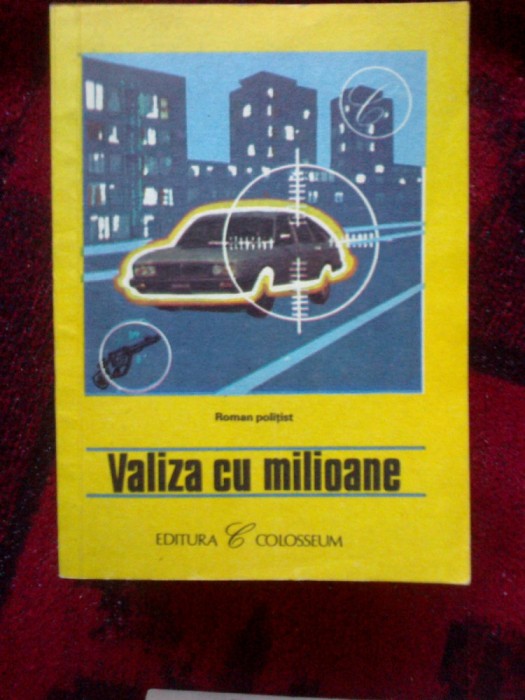 Roman polițist
Valiza cu milioane
EDITURA C COLOSSEUM